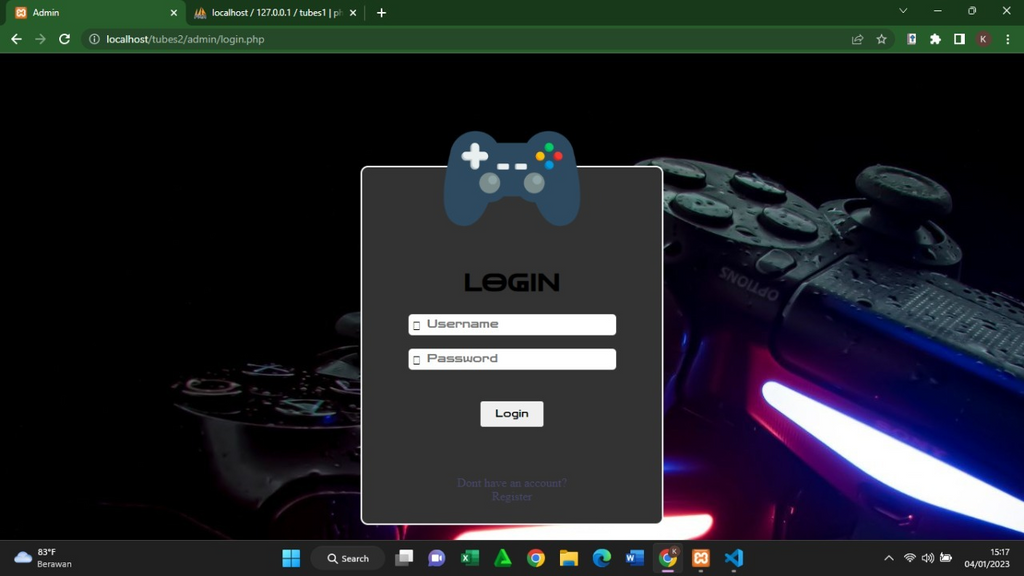 Admin
localhost / 127.0.0.1 / tubes1 | ph
localhost/tubes2/admin/login.php
K
OPTIONS
LOGIN
Username
Password
Login
Dont have an account?
Register
83°F
Berawan
Search
K
15:17
04/01/2023